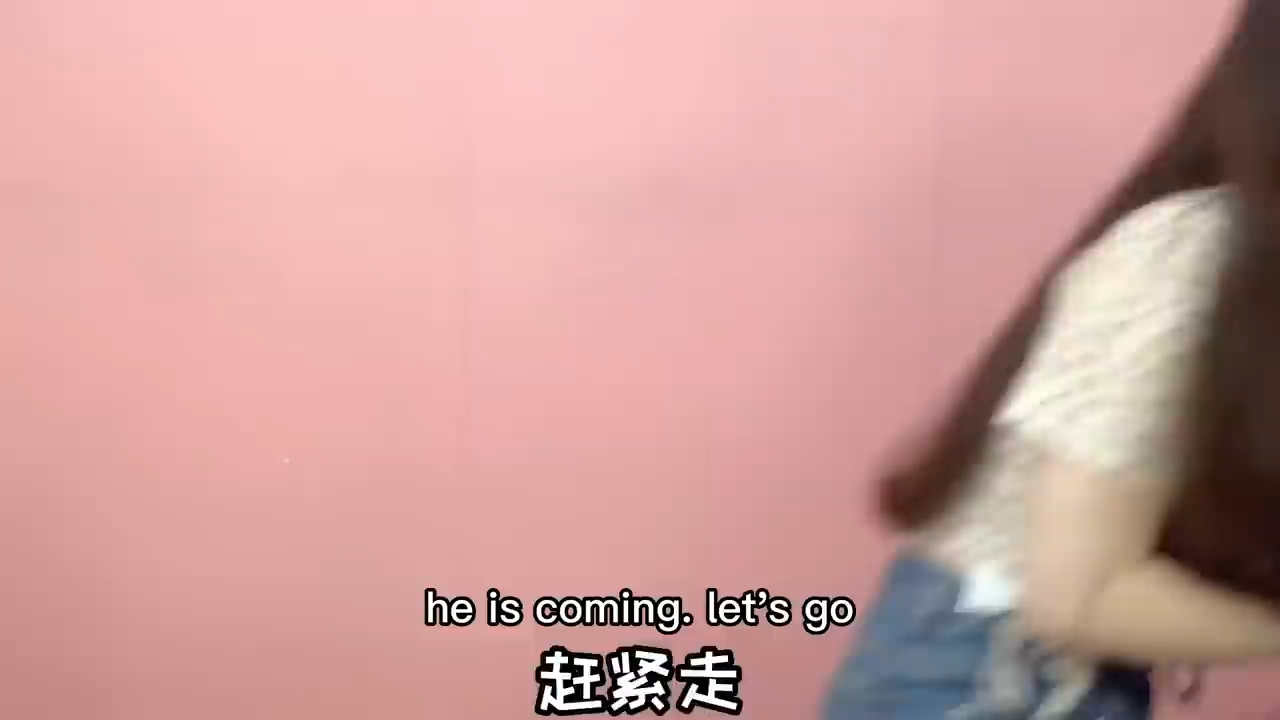 he is coming. let’s go
赶紧走